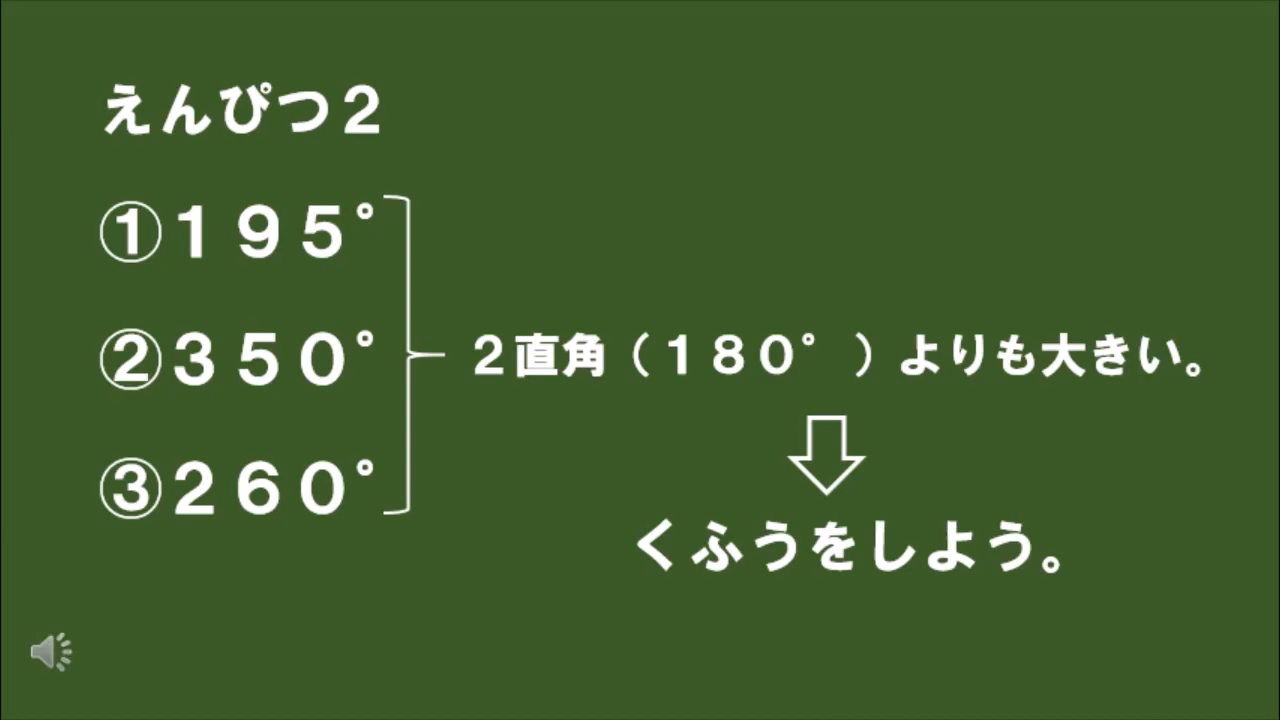 えんぴつ２
①１９５°
②３５０°
２直角（１８０°）よりも大きい。
③２６０°
くふうをしよう。